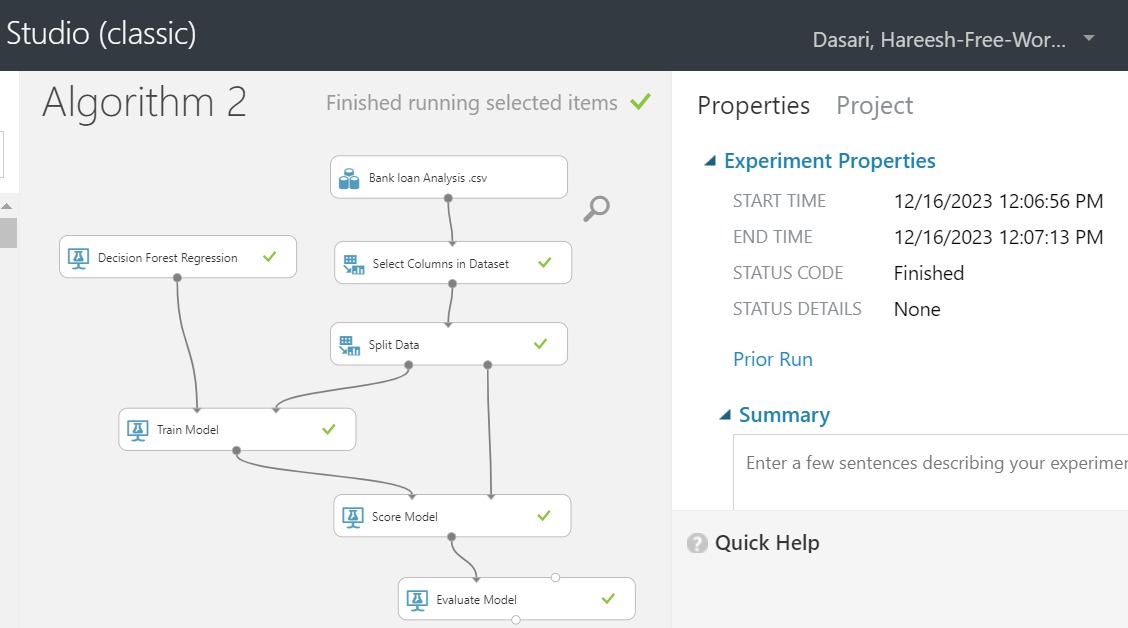 Studio (classic)
Dasari, Hareesh-Free-Wor...
Algorithm 2
Finished running selected items
Bank loan Analysis .csv
Decision Forest Regression
Select Columns in Dataset
Split Data
Train Model
Score Model
Evaluate Model
Properties Project
Experiment Properties
START TIME 12/16/2023 12:06:56 PM
END TIME 12/16/2023 12:07:13 PM
STATUS CODE Finished
STATUS DETAILS None
Prior Run
Summary
Enter a few sentences describing your experimen
? Quick Help